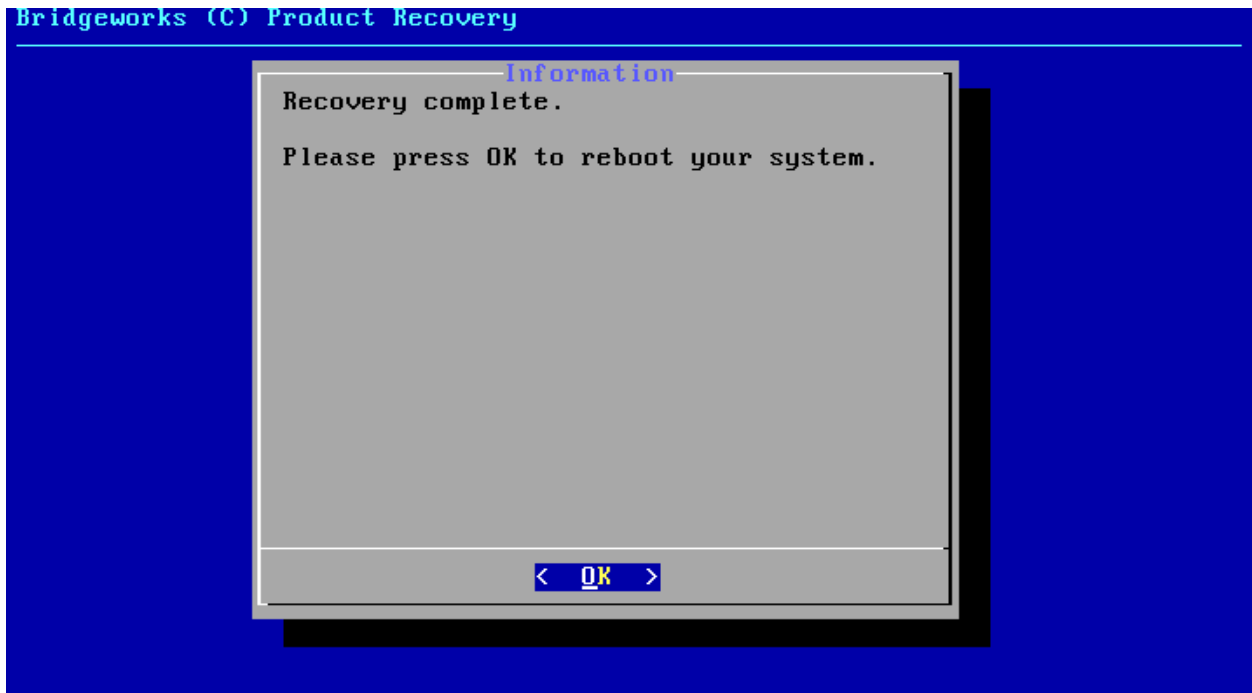 Bridgeworks (C) Product Recovery
Information
Recovery complete.
Please press OK to reboot your system.
< OK >